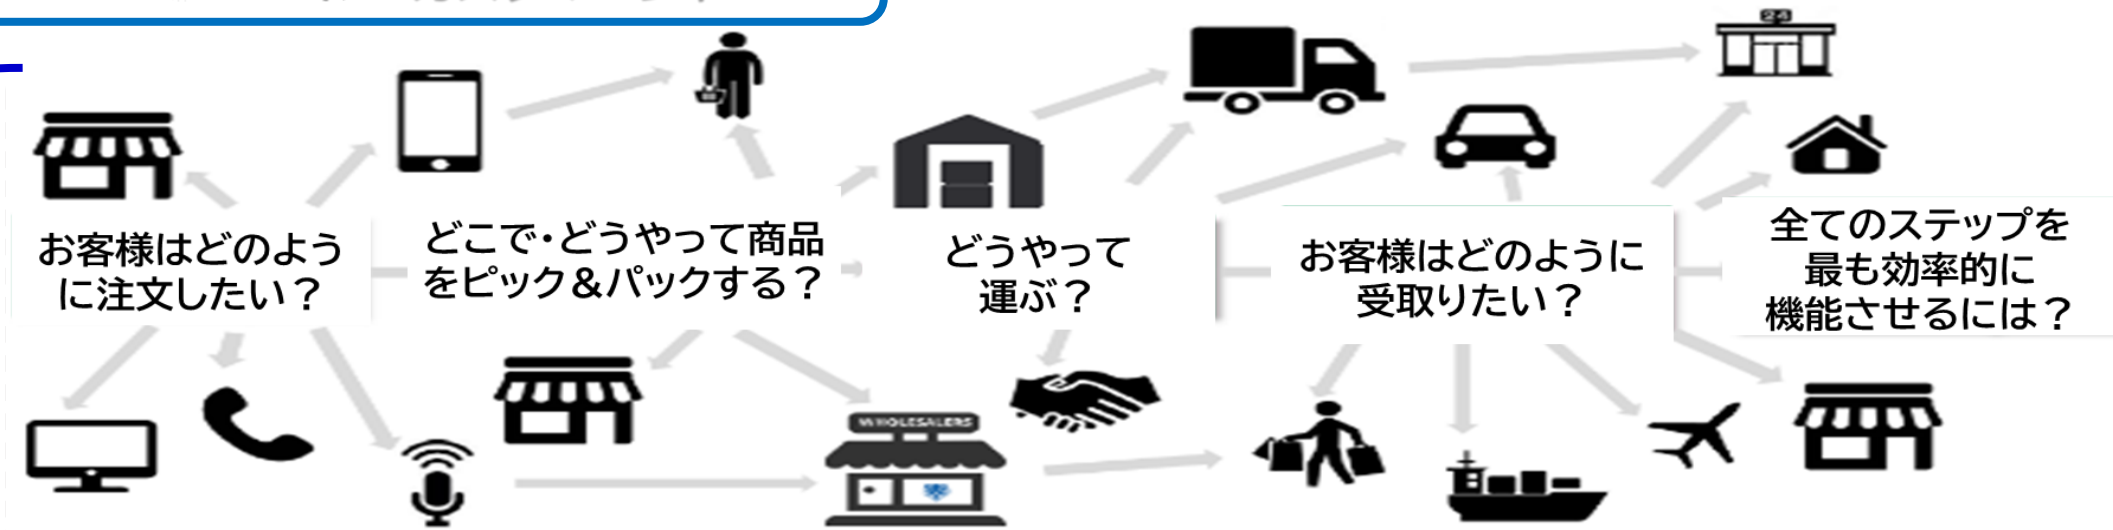 24
お客様はどのよう
に注文したい？
どこで・どうやって商品
をピック＆パックする？
どうやって
運ぶ？
お客様はどのように
受取りたい？
全てのステップを
最も効率的に
機能させるには？
WHOLESALERS